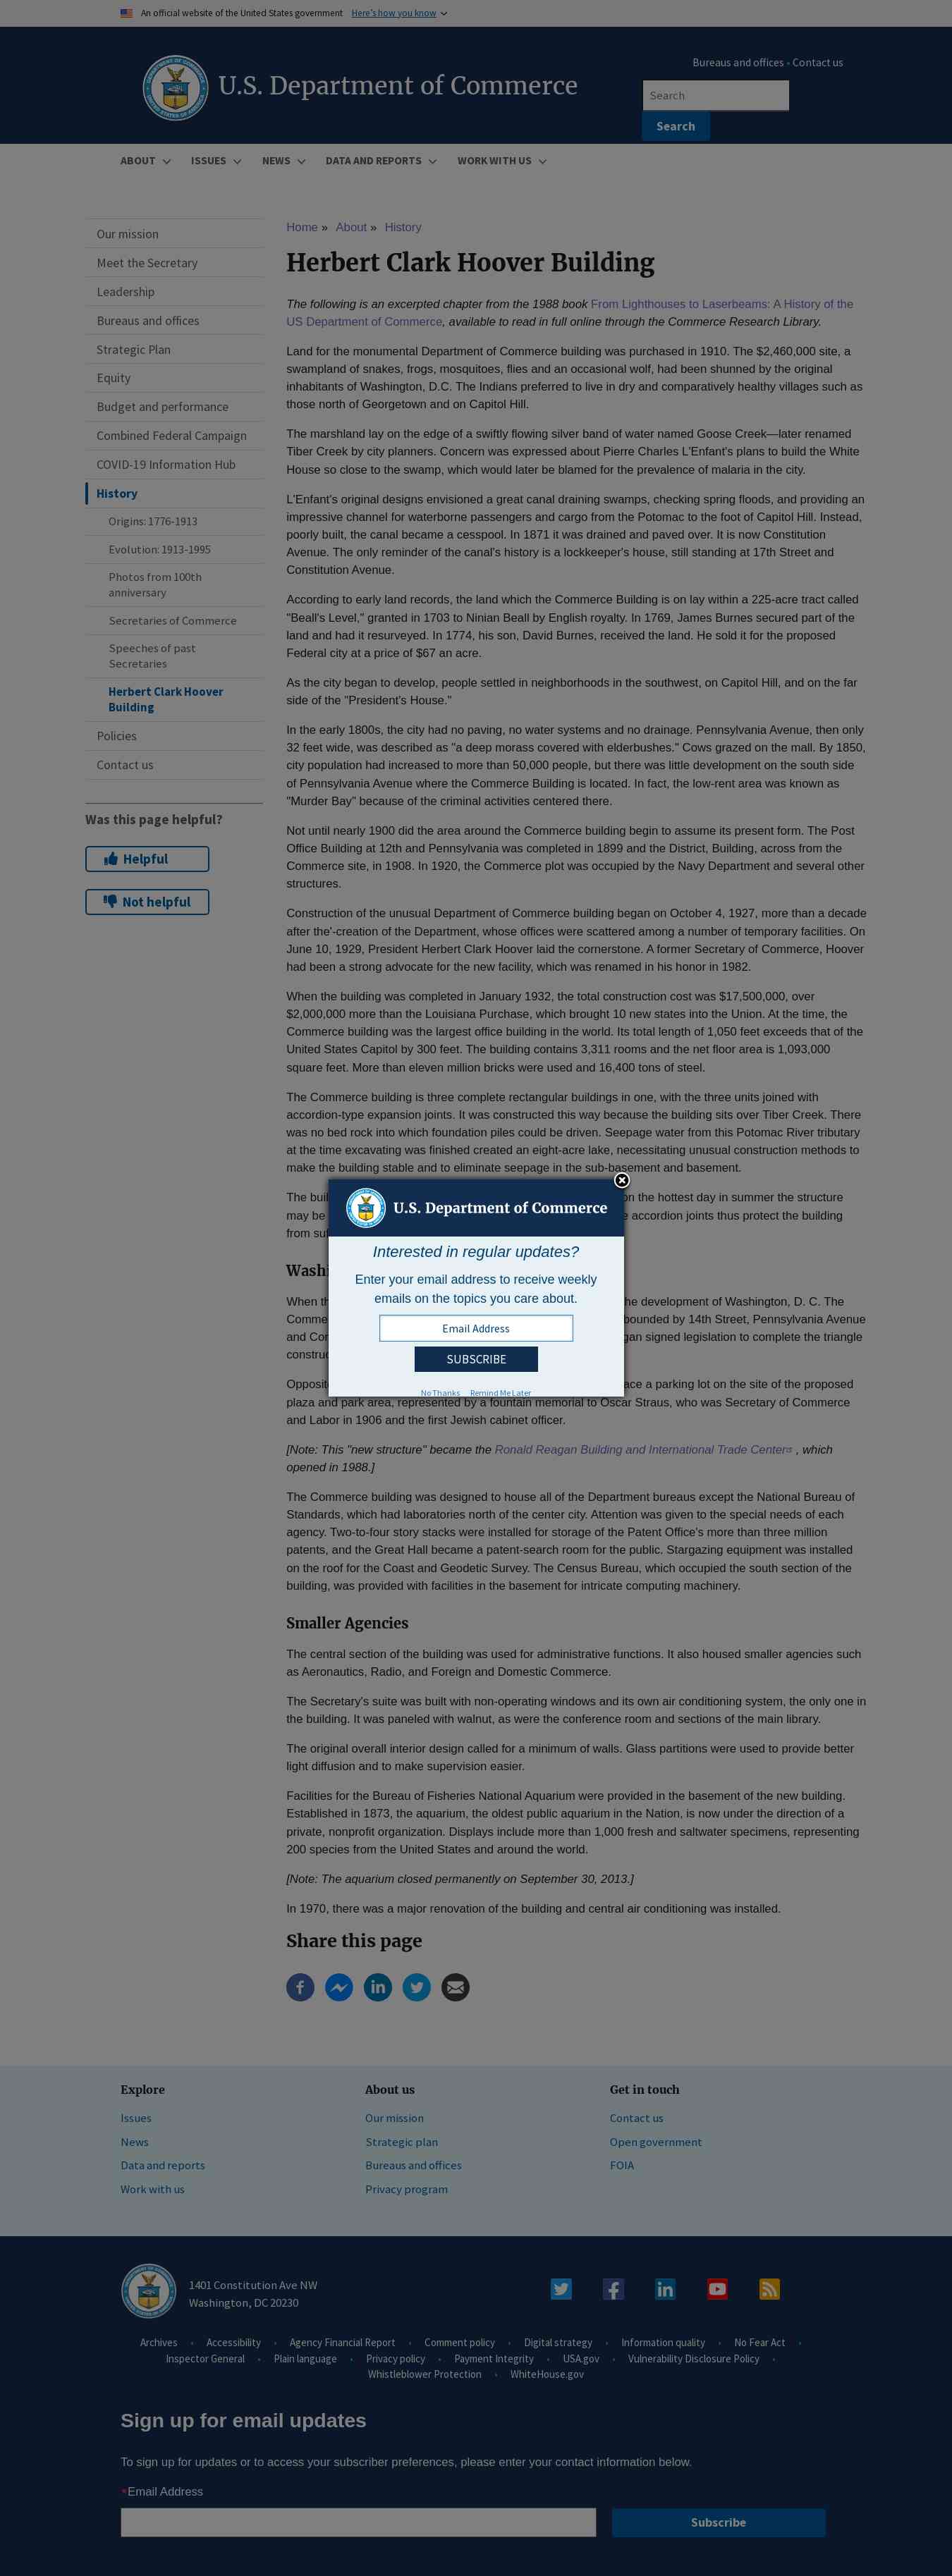 An official website of the United States government Here's how you know
Bureaus and offices • Contact us
U.S. Department of Commerce
Search
Search
ABOUT ISSUES NEWS DATA AND REPORTS WORK WITH US
Our mission
Meet the Secretary
Leadership
Bureaus and offices
Strategic Plan
Equity
Budget and performance
Combined Federal Campaign
COVID-19 Information Hub
History
Origins: 1776-1913
Evolution: 1913-1995
Photos from 100th
anniversary
Secretaries of Commerce
Speeches of past
Secretaries
Herbert Clark Hoover
Building
Policies
Contact us
Was this page helpful?
Helpful
Not helpful
Home » About » History
Herbert Clark Hoover Building
The following is an excerpted chapter from the 1988 book From Lighthouses to Laserbeams: A History of the
US Department of Commerce, available to read in full online through the Commerce Research Library.
Land for the monumental Department of Commerce building was purchased in 1910. The $2,460,000 site, a
swampland of snakes, frogs, mosquitoes, flies and an occasional wolf, had been shunned by the original
inhabitants of Washington, D.C. The Indians preferred to live in dry and comparatively healthy villages such as
those north of Georgetown and on Capitol Hill.
The marshland lay on the edge of a swiftly flowing silver band of water named Goose Creek—later renamed
Tiber Creek by city planners. Concern was expressed about Pierre Charles L'Enfant's plans to build the White
House so close to the swamp, which would later be blamed for the prevalence of malaria in the city.
L'Enfant's original designs envisioned a great canal draining swamps, checking spring floods, and providing an
impressive channel for waterborne passengers and cargo from the Potomac to the foot of Capitol Hill. Instead,
poorly built, the canal became a cesspool. In 1871 it was drained and paved over. It is now Constitution
Avenue. The only reminder of the canal's history is a lockkeeper's house, still standing at 17th Street and
Constitution Avenue.
According to early land records, the land which the Commerce Building is on lay within a 225-acre tract called
"Beall's Level," granted in 1703 to Ninian Beall by English royalty. In 1769, James Burnes secured part of the
land and had it resurveyed. In 1774, his son, David Burnes, received the land. He sold it for the proposed
Federal city at a price of $67 an acre.
As the city began to develop, people settled in neighborhoods in the southwest, on Capitol Hill, and on the far
side of the "President's House."
In the early 1800s, the city had no paving, no water systems and no drainage. Pennsylvania Avenue, then only
32 feet wide, was described as "a deep morass covered with elderbushes." Cows grazed on the mall. By 1850,
city population had increased to more than 50,000 people, but there was little development on the south side
of Pennsylvania Avenue where the Commerce Building is located. In fact, the low-rent area was known as
"Murder Bay" because of the criminal activities centered there.
Not until nearly 1900 did the area around the Commerce building begin to assume its present form. The Post
Office Building at 12th and Pennsylvania was completed in 1899 and the District, Building, across from the
Commerce site, in 1908. In 1920, the Commerce plot was occupied by the Navy Department and several other
structures.
Construction of the unusual Department of Commerce building began on October 4, 1927, more than a decade
after the'-creation of the Department, whose offices were scattered among a number of temporary facilities. On
June 10, 1929, President Herbert Clark Hoover laid the cornerstone. A former Secretary of Commerce, Hoover
had been a strong advocate for the new facility, which was renamed in his honor in 1982.
When the building was completed in January 1932, the total construction cost was $17,500,000, over
$2,000,000 more than the Louisiana Purchase, which brought 10 new states into the Union. At the time, the
Commerce building was the largest office building in the world. Its total length of 1,050 feet exceeds that of the
United States Capitol by 300 feet. The building contains 3,311 rooms and the net floor area is 1,093,000
square feet. More than eleven million bricks were used and 16,400 tons of steel.
The Commerce building is three complete rectangular buildings in one, with the three units joined with
accordion-type expansion joints. It was constructed this way because the building sits over Tiber Creek. There
was no bed rock into which foundation piles could be driven. Seepage water from this Potomac River tributary
at the time excavating was finished created an eight-acre lake, necessitating unusual construction methods to
make the building stable and to eliminate seepage in the sub-basement and basement.
The buil on the hottest day in summer the structure
may be e accordion joints thus protect the building
from suf
U.S. Department of Commerce
Interested in regular updates?
Enter your email address to receive weekly
emails on the topics you care about.
Email Address
SUBSCRIBE
No Thanks Remind Me Later
Washi
When th the development of Washington, D. C. The
Comme bounded by 14th Street, Pennsylvania Avenue
and Con gan signed legislation to complete the triangle
construc
Opposit ace a parking lot on the site of the proposed
plaza and park area, represented by a fountain memorial to Oscar Straus, who was Secretary of Commerce
and Labor in 1906 and the first Jewish cabinet officer.
[Note: This "new structure" became the Ronald Reagan Building and International Trade Center , which
opened in 1988.]
The Commerce building was designed to house all of the Department bureaus except the National Bureau of
Standards, which had laboratories north of the center city. Attention was given to the special needs of each
agency. Two-to-four story stacks were installed for storage of the Patent Office's more than three million
patents, and the Great Hall became a patent-search room for the public. Stargazing equipment was installed
on the roof for the Coast and Geodetic Survey. The Census Bureau, which occupied the south section of the
building, was provided with facilities in the basement for intricate computing machinery.
Smaller Agencies
The central section of the building was used for administrative functions. It also housed smaller agencies such
as Aeronautics, Radio, and Foreign and Domestic Commerce.
The Secretary's suite was built with non-operating windows and its own air conditioning system, the only one in
the building. It was paneled with walnut, as were the conference room and sections of the main library.
The original overall interior design called for a minimum of walls. Glass partitions were used to provide better
light diffusion and to make supervision easier.
Facilities for the Bureau of Fisheries National Aquarium were provided in the basement of the new building.
Established in 1873, the aquarium, the oldest public aquarium in the Nation, is now under the direction of a
private, nonprofit organization. Displays include more than 1,000 fresh and saltwater specimens, representing
200 species from the United States and around the world.
[Note: The aquarium closed permanently on September 30, 2013.]
In 1970, there was a major renovation of the building and central air conditioning was installed.
Share this page
Explore
Issues
News
Data and reports
Work with us
About us
Our mission
Strategic plan
Bureaus and offices
Privacy program
Get in touch
Contact us
Open government
FOIA
1401 Constitution Ave NW
Washington, DC 20230
Archives • Accessibility • Agency Financial Report • Comment policy • Digital strategy • Information quality • No Fear Act •
Inspector General • Plain language • Privacy policy • Payment Integrity • USA.gov • Vulnerability Disclosure Policy •
Whistleblower Protection • WhiteHouse.gov
Sign up for email updates
To sign up for updates or to access your subscriber preferences, please enter your contact information below.
*Email Address
Subscribe